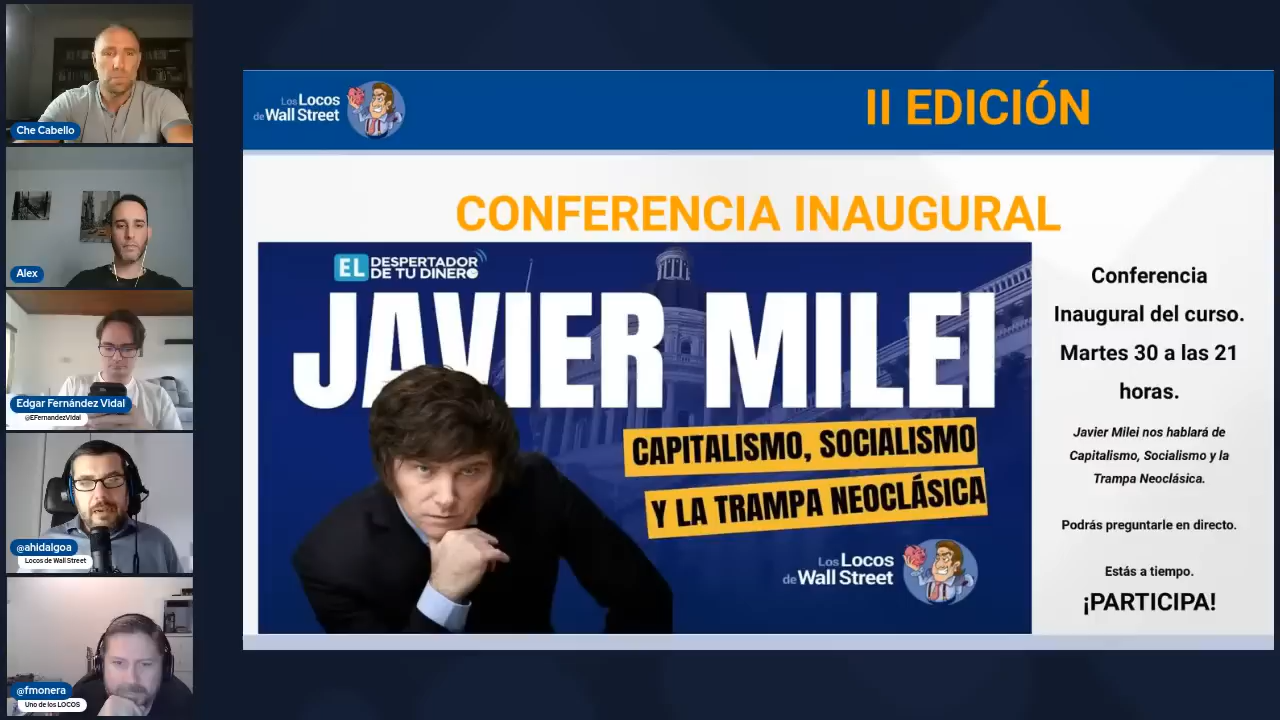 Che Cabello
Alex
Edgar Fernández Vidal
@EFernandezVidal
@ahidalgoa
Locos de Wall Street
@fmonera
Uno de los LOCOS
Los Locos
de Wall Street
II EDICIÓN
CONFERENCIA INAUGURAL
EL DESPERTADOR
DE TU DINERO
JAVIER MILEI
CAPITALISMO, SOCIALISMO
Y LA TRAMPA NEOCLÁSICA
Los Locos
de Wall Street
Conferencia
Inaugural del curso.
Martes 30 a las 21
horas.
Javier Milei nos hablará de
Capitalismo, Socialismo y la
Trampa Neoclásica.
Podrás preguntarle en directo.
Estás a tiempo.
¡PARTICIPA!